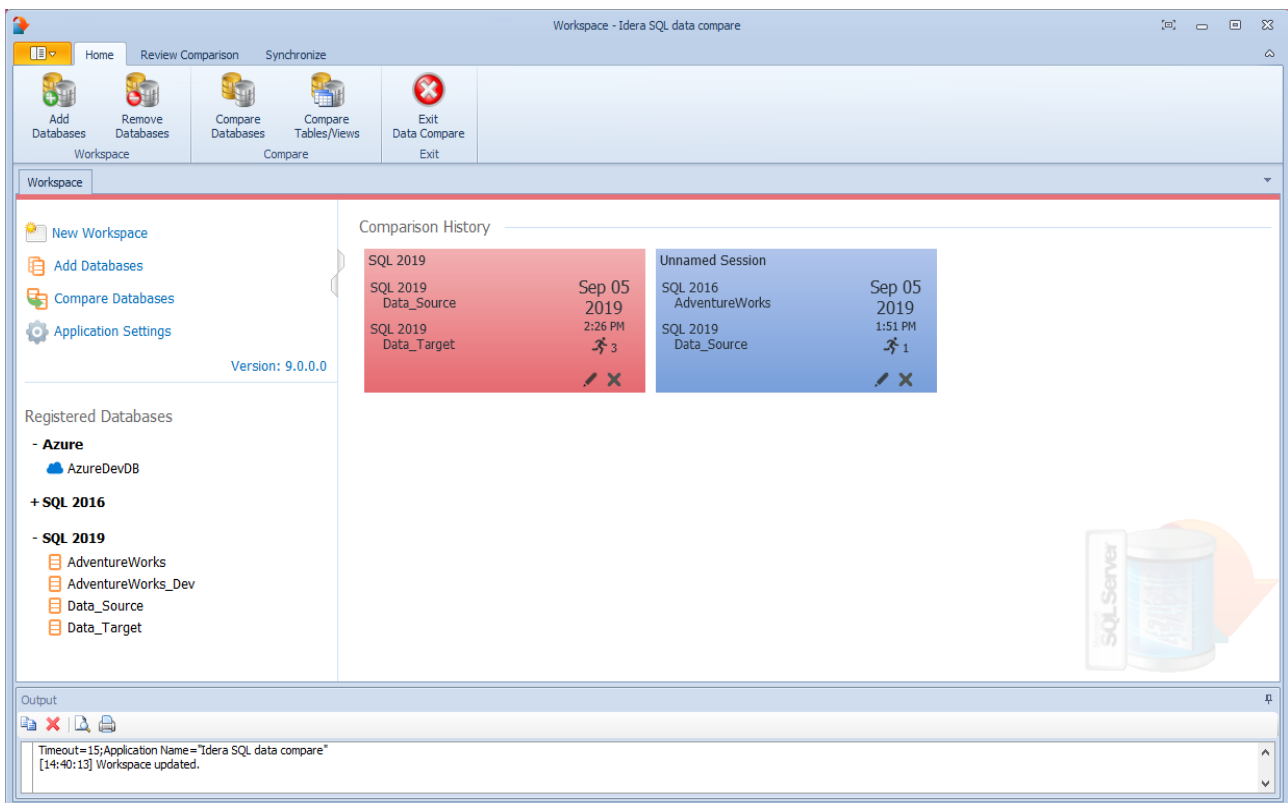 Workspace - Idera SQL data compare
Home Review Comparison Synchronize
Add Databases
Remove Databases
Compare Databases
Compare Tables/Views
Exit Data Compare
Workspace
Compare
Exit
Workspace
New Workspace
Add Databases
Compare Databases
Application Settings
Version: 9.0.0.0
Registered Databases
- Azure
AzureDevDB
+ SQL 2016
- SQL 2019
AdventureWorks
AdventureWorks_Dev
Data_Source
Data_Target
Comparison History
SQL 2019
SQL 2019
Data_Source
SQL 2019
Data_Target
Sep 05
2019
2:26 PM
3
Unnamed Session
SQL 2016
AdventureWorks
SQL 2019
Data_Source
Sep 05
2019
1:51 PM
1
SQL Server
Output
Timeout=15;Application Name="Idera SQL data compare"
[14:40:13] Workspace updated.